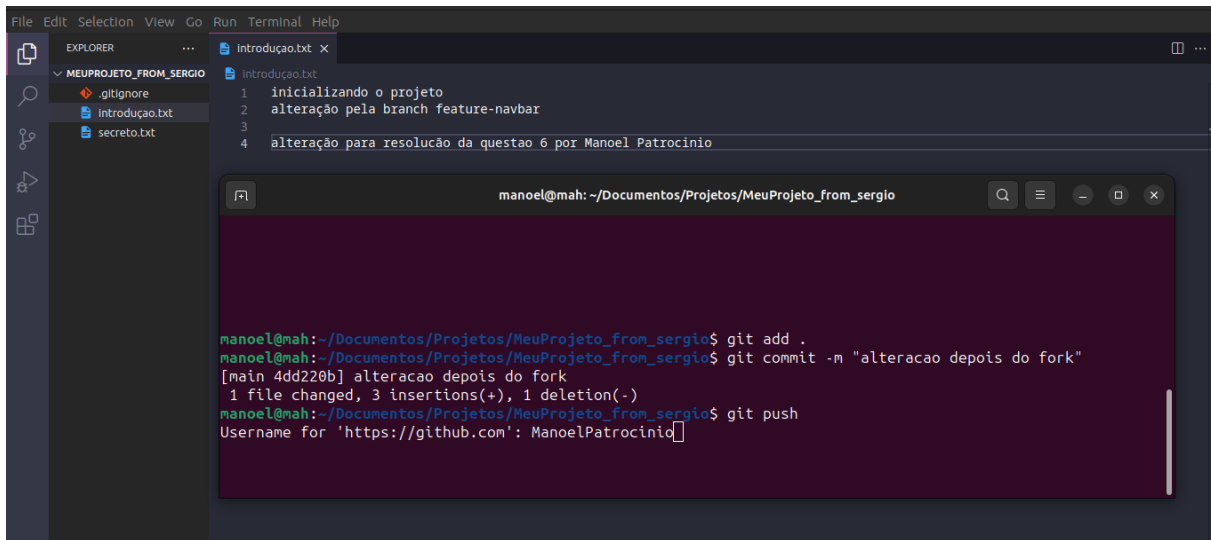 File Edit Selection View Go Run Terminal Help
EXPLORER ...
introduçao.txt ×
MEUPROJETO_FROM_SERGIO
.gitignore
introduçao.txt
secreto.txt
introduçao.txt
1 inicializando o projeto
2 alteração pela branch feature-navbar
3
4 alteração para resolucão da questao 6 por Manoel Patrocinio
manoel@mah: ~/Documentos/Projetos/MeuProjeto_from_sergio
manoel@mah:~/Documentos/Projetos/MeuProjeto_from_sergio$ git add .
manoel@mah:~/Documentos/Projetos/MeuProjeto_from_sergio$ git commit -m "alteracao depois do fork"
[main 4dd220b] alteracao depois do fork
1 file changed, 3 insertions(+), 1 deletion(-)
manoel@mah:~/Documentos/Projetos/MeuProjeto_from_sergio$ git push
Username for 'https://github.com': ManoelPatrocinio